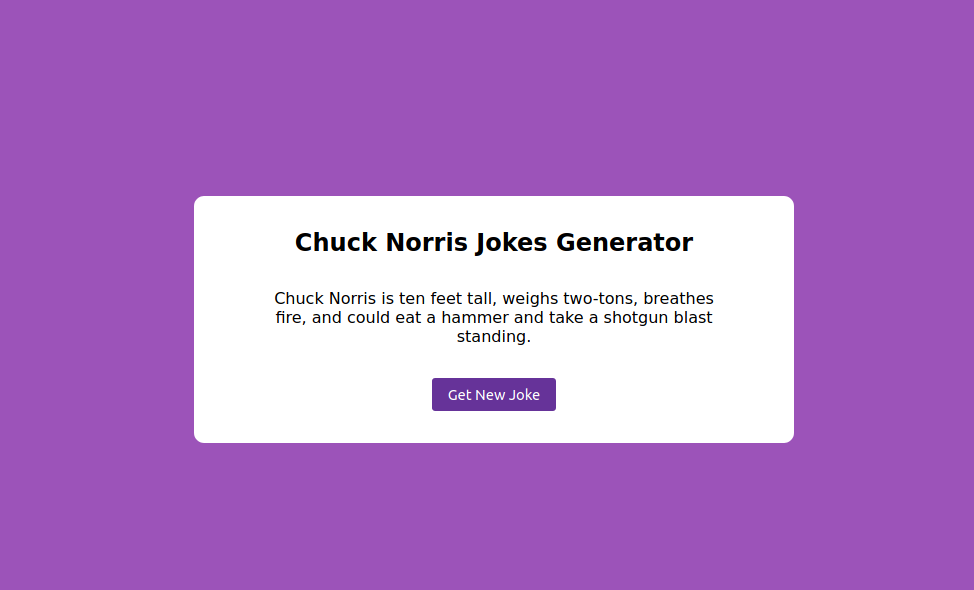 Chuck Norris Jokes Generator
Chuck Norris is ten feet tall, weighs two-tons, breathes
fire, and could eat a hammer and take a shotgun blast
standing.
Get New Joke